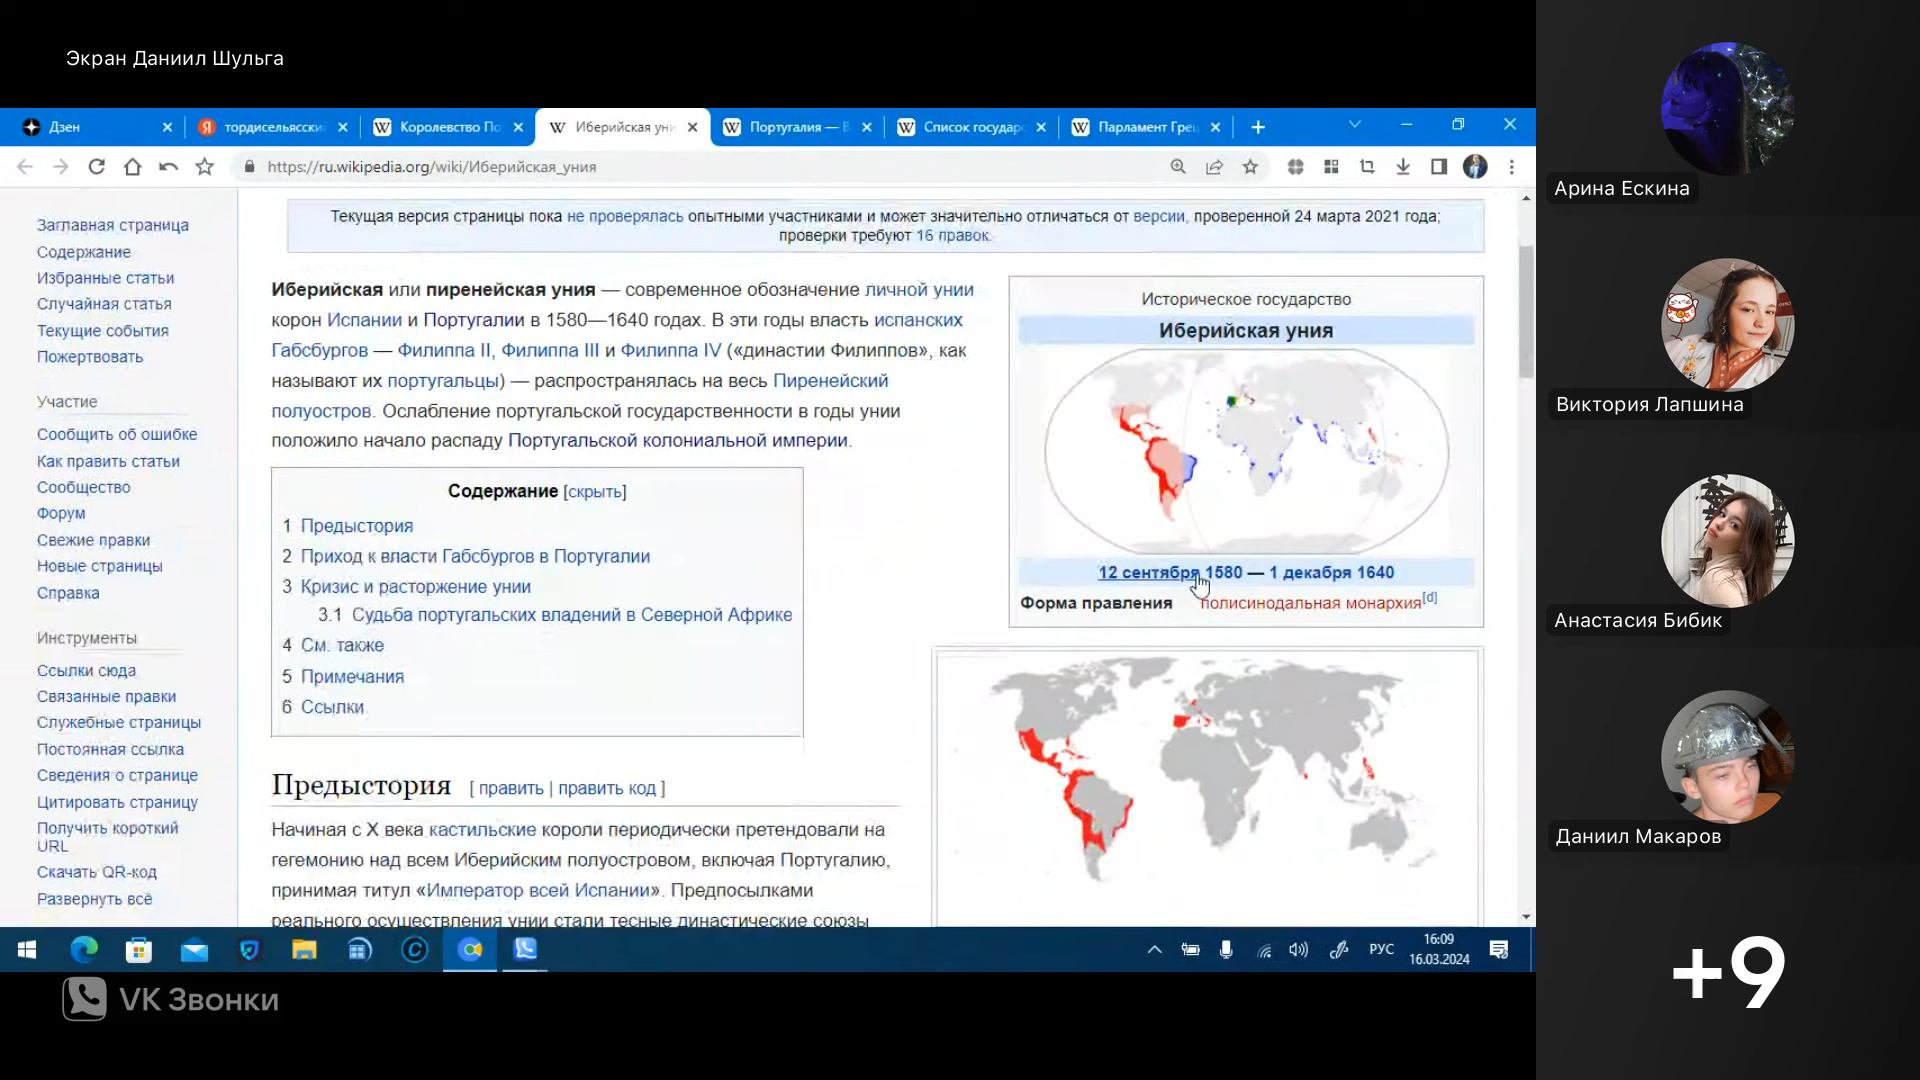 Экран Даниил Шульга
Дзен
тордисельясски
Королевство По
Иберийская уни
Португалия — В
Список государс
Парламент Грец
https://ru.wikipedia.org/wiki/Иберийская_уния
Заглавная страница
Содержание
Избранные статьи
Случайная статья
Текущие события
Пожертвовать
Участие
Сообщить об ошибке
Как править статьи
Сообщество
Форум
Свежие правки
Новые страницы
Справка
Инструменты
Ссылки сюда
Связанные правки
Служебные страницы
Постоянная ссылка
Сведения о странице
Цитировать страницу
Получить короткий
URL
Скачать QR-код
Развернуть всё
Текущая версия страницы пока не проверялась опытными участниками и может значительно отличаться от версии, проверенной 24 марта 2021 года;
проверки требуют 16 правок.
Иберийская или пиренейская уния — современное обозначение личной унии
корон Испании и Португалии в 1580—1640 годах. В эти годы власть испанских
Габсбургов — Филиппа II, Филиппа III и Филиппа IV («династии Филиппов», как
называют их португальцы) — распространялась на весь Пиренейский
полуостров. Ослабление португальской государственности в годы унии
положило начало распаду Португальской колониальной империи.
Содержание [скрыть]
1 Предыстория
2 Приход к власти Габсбургов в Португалии
3 Кризис и расторжение унии
3.1 Судьба португальских владений в Северной Африке
4 См. также
5 Примечания
6 Ссылки
Предыстория [ править | править код ]
Начиная с X века кастильские короли периодически претендовали на
гегемонию над всем Иберийским полуостровом, включая Португалию,
принимая титул «Император всей Испании». Предпосылками
реального осуществления унии стали тесные династические союзы
Историческое государство
Иберийская уния
12 сентября 1580 — 1 декабря 1640
Форма правления полисинодальная монархия[d]
РУС
16:09
16.03.2024
VK Звонки
Арина Ескина
Виктория Лапшина
Анастасия Бибик
Даниил Макаров
+9